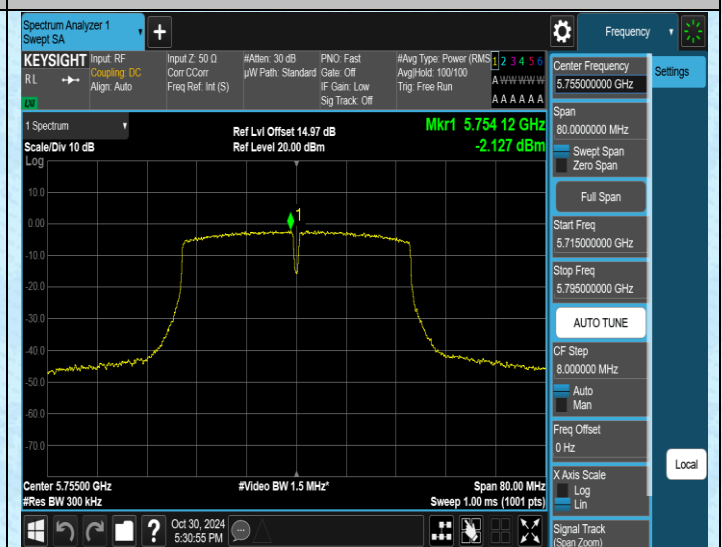 Spectrum Analyzer 1
Swept SA
Frequency
KEYSIGHT Input: RF
RL
Coupling: DC
Align: Auto
Input Z: 50 Ω
Corr CCorr
Freq Ref: Int (S)
#Atten: 30 dB
µW Path: Standard
PNO: Fast
Gate: Off
IF Gain: Low
Sig Track: Off
#Avg Type: Power (RMS
Avg|Hold: 100/100
Trig: Free Run
1 2 3 4 5 6
A W W W W W
A A A A A A
Settings
1 Spectrum
Scale/Div 10 dB
Log
Ref Lvl Offset 14.97 dB
Ref Level 20.00 dBm
Mkr1 5.754 12 GHz
-2.127 dBm
10.0
0.00
-10.0
-20.0
-30.0
-40.0
-50.0
-60.0
-70.0
1
Center 5.75500 GHz
#Res BW 300 kHz
#Video BW 1.5 MHz*
Span 80.00 MHz
Sweep 1.00 ms (1001 pts)
Center Frequency
5.755000000 GHz
Span
80.0000000 MHz
Swept Span
Zero Span
Full Span
Start Freq
5.715000000 GHz
Stop Freq
5.795000000 GHz
AUTO TUNE
CF Step
8.000000 MHz
Auto
Man
Freq Offset
0 Hz
X Axis Scale
Log
Lin
Signal Track
(Span Zoom)
Local
?
Oct 30, 2024
5:30:55 PM